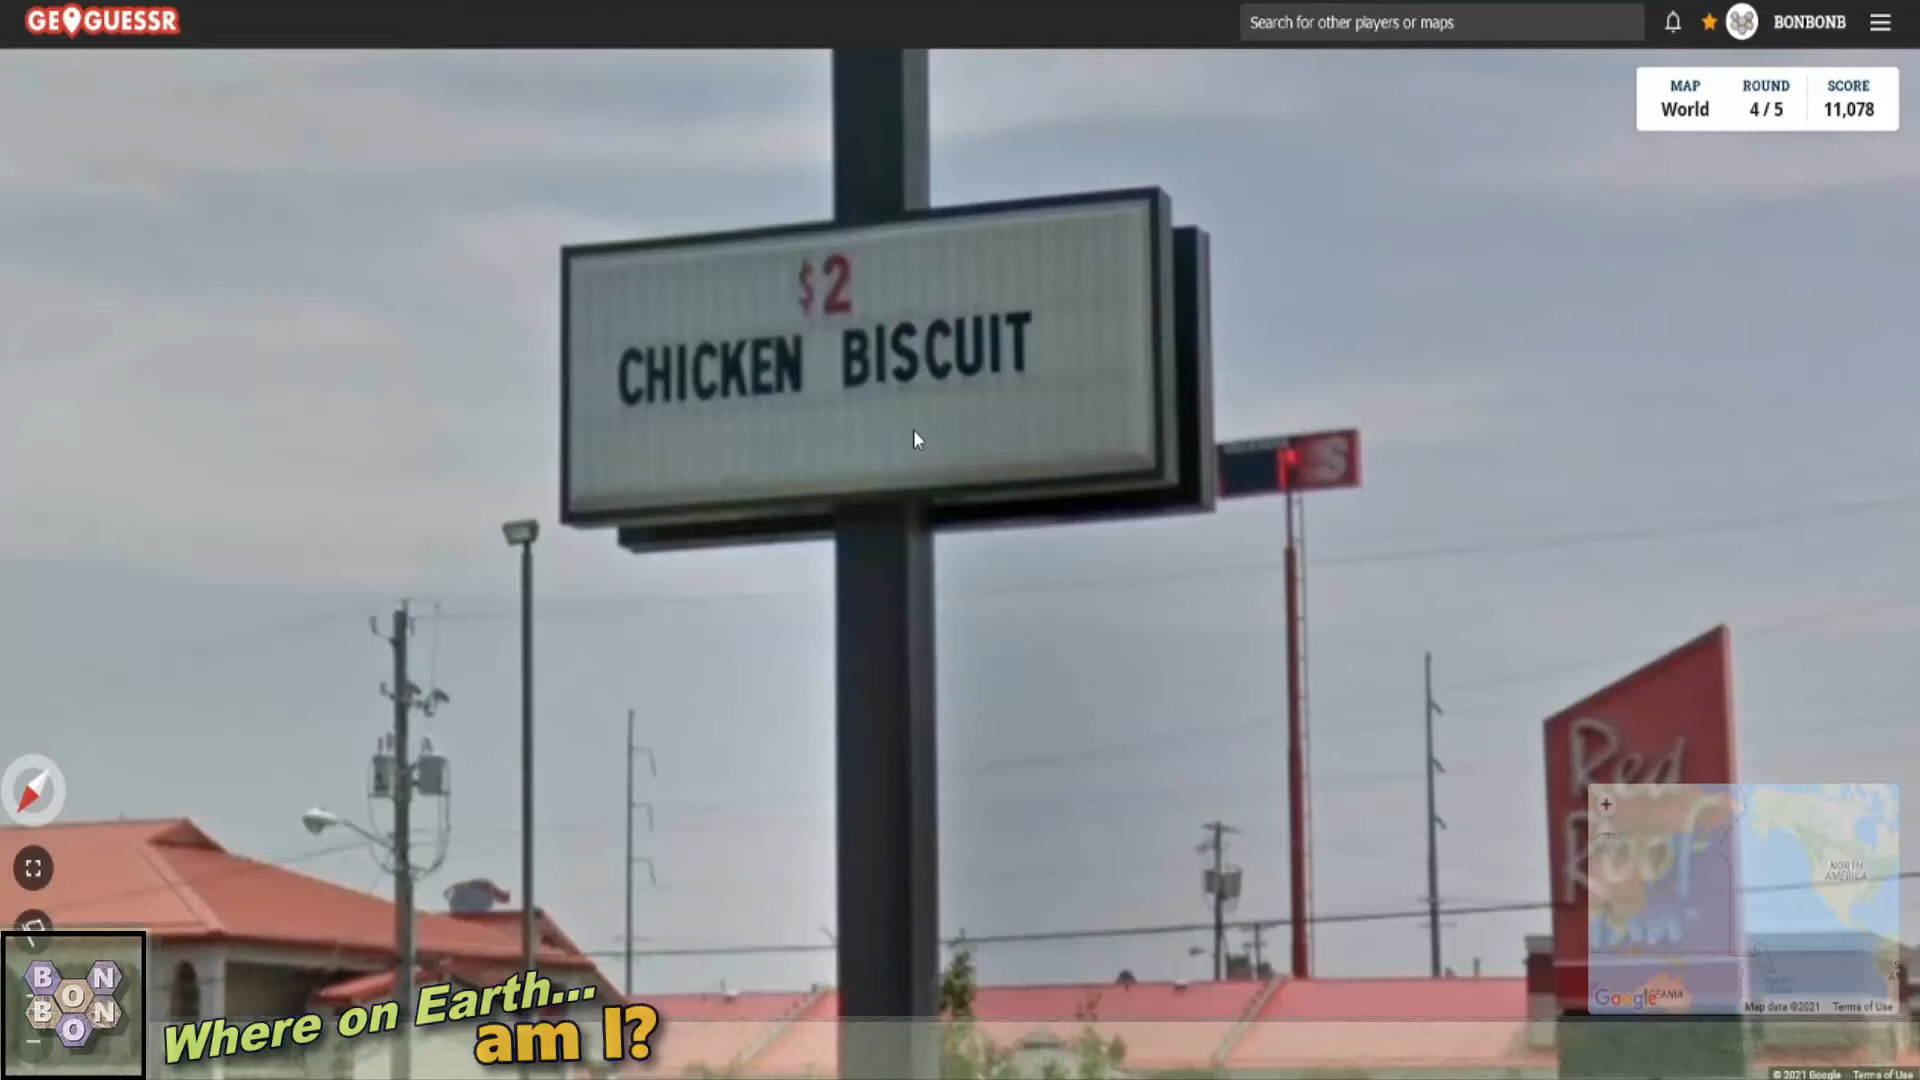 GEOGUESSR
Search for other players or maps
BONBONB
MAP ROUND SCORE
World 4 / 5 11,078
$2
CHICKEN BISCUIT
S
Red
Roof
+
NORTH
AMERICA
Google
Map data ©2021 Terms of Use
B N
O
B N
O
Where on Earth...
am I?
© 2021 Google Terms of Use